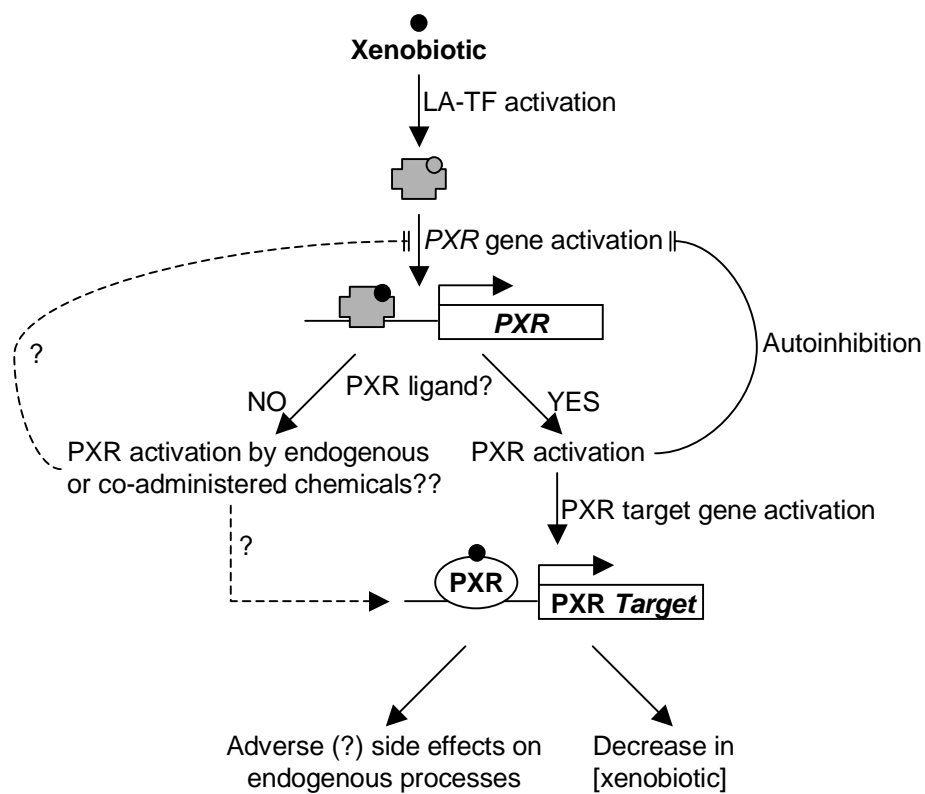 Xenobiotic
LA-TF activation
PXR gene activation
PXR
Autoinhibition
?
PXR ligand?
NO
YES
PXR activation by endogenous
or co-administered chemicals??
PXR activation
PXR target gene activation
?
PXR
PXR Target
Adverse (?) side effects on
endogenous processes
Decrease in
[xenobiotic]